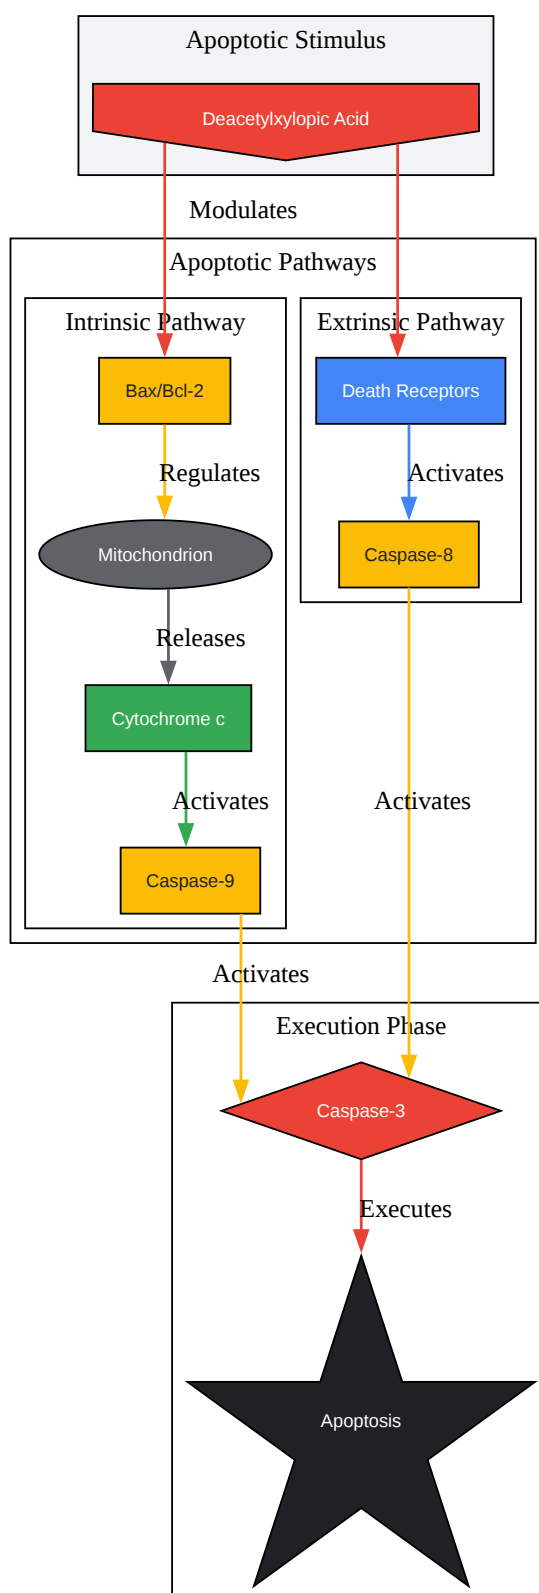 Apoptotic Stimulus
Deacetylxylopic Acid
Modulates
Apoptotic Pathways
Intrinsic Pathway
Extrinsic Pathway
Bax/Bcl-2
Death Receptors
Regulates
Activates
Mitochondrion
Caspase-8
Releases
Cytochrome c
Activates
Activates
Caspase-9
Activates
Execution Phase
Caspase-3
Executes
Apoptosis